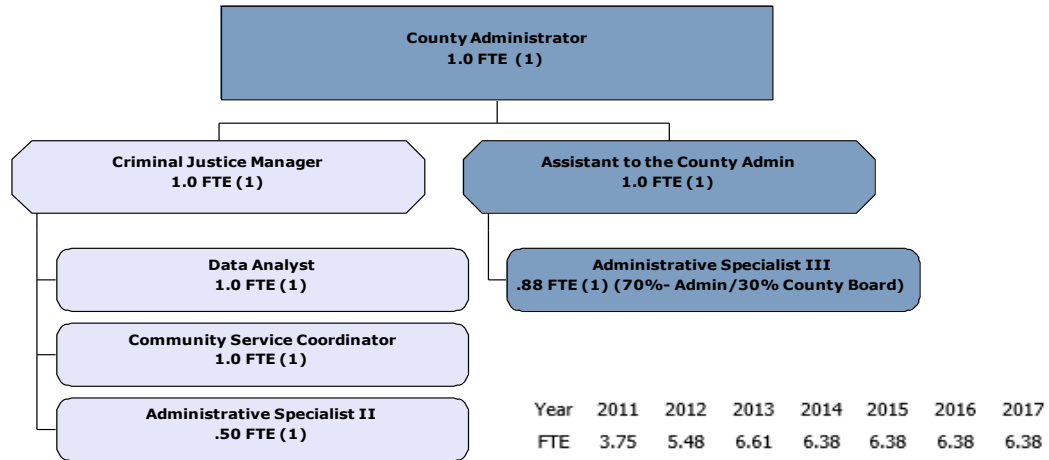 County Administrator
1.0 FTE (1)
Criminal Justice Manager
1.0 FTE (1)
Assistant to the County Admin
1.0 FTE (1)
Data Analyst
1.0 FTE (1)
Administrative Specialist III
.88 FTE (1) (70%- Admin/30% County Board)
Community Service Coordinator
1.0 FTE (1)
Administrative Specialist II
.50 FTE (1)
Year 2011 2012 2013 2014 2015 2016 2017
FTE 3.75 5.48 6.61 6.38 6.38 6.38 6.38